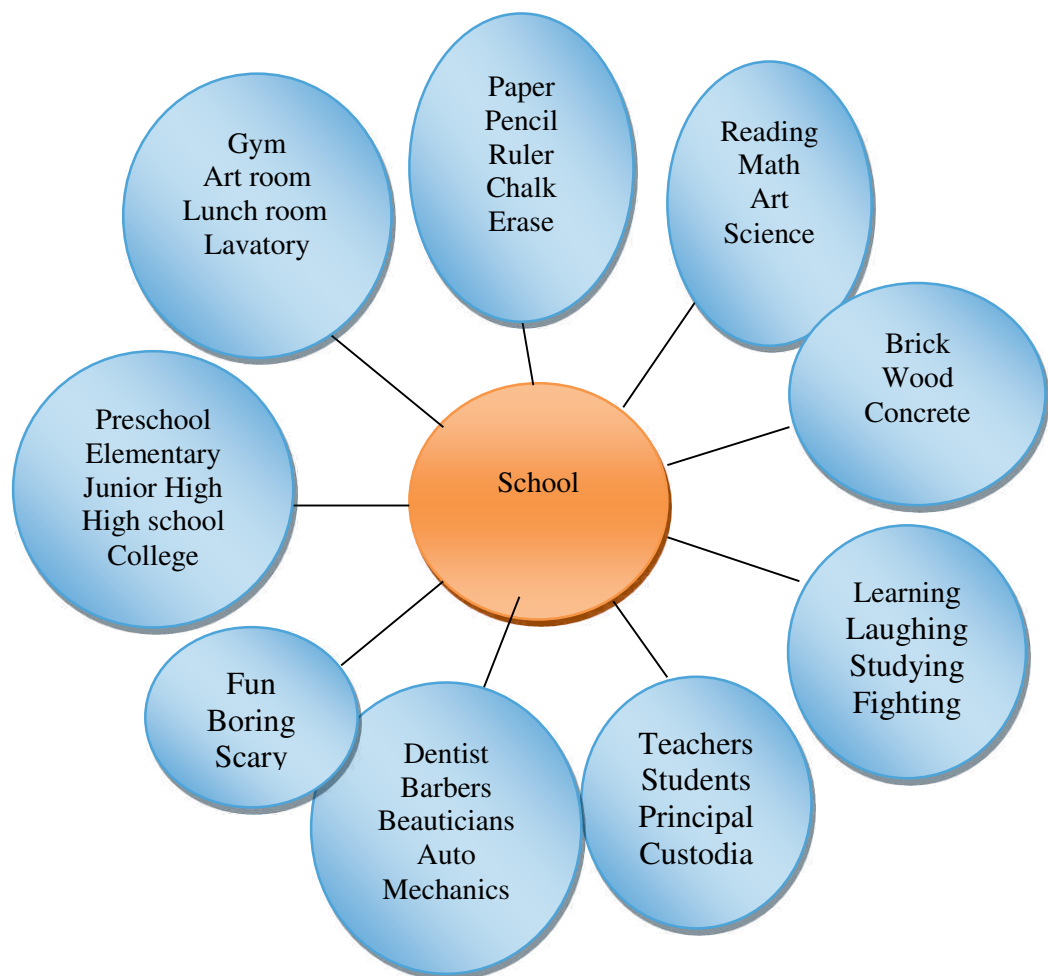 Paper
Pencil
Ruler
Chalk
Erase
Reading
Math
Art
Science
Gym
Art room
Lunch room
Lavatory
Brick
Wood
Concrete
Preschool
Elementary
Junior High
High school
College
School
Learning
Laughing
Studying
Fighting
Fun
Boring
Scary
Dentist
Barbers
Beauticians
Auto
Mechanics
Teachers
Students
Principal
Custodia